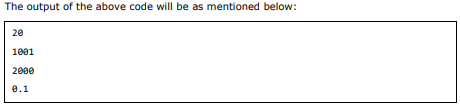 The output of the above code will be as mentioned below:
20
1001
2000
0.1